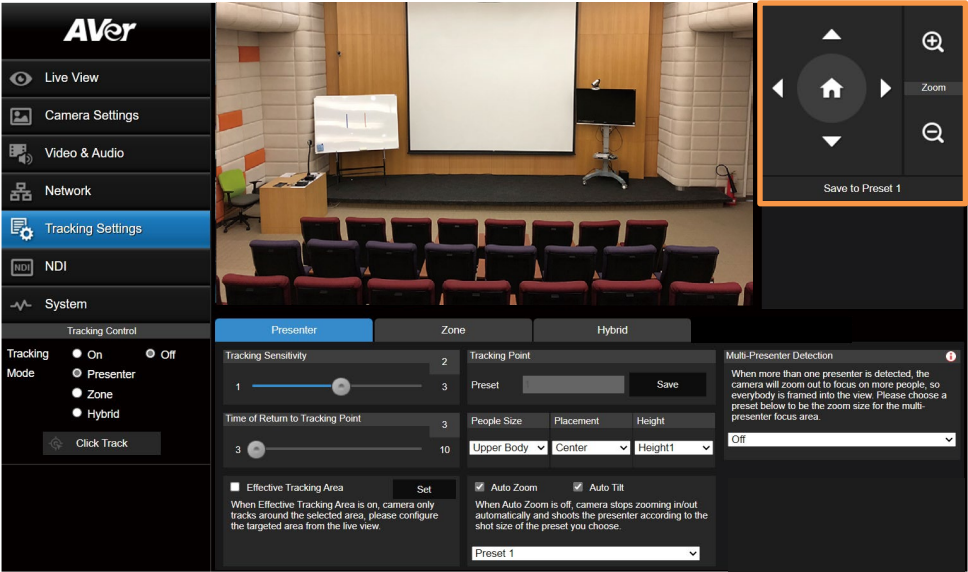 AVer
Live View
Camera Settings
Video & Audio
Network
Tracking Settings
NDI
NDI
System
Tracking Control
Tracking
Mode
On
Off
Presenter
Zone
Hybrid
Click Track
Zoom
Save to Preset 1
Presenter
Zone
Hybrid
Tracking Sensitivity
2
1
3
Time of Return to Tracking Point
3
3
10
Effective Tracking Area
Set
When Effective Tracking Area is on, camera only
tracks around the selected area, please configure
the targeted area from the live view.
Tracking Point
Preset
Save
People Size
Placement
Height
Upper Body
Center
Height1
Auto Zoom
Auto Tilt
When Auto Zoom is off, camera stops zooming in/out
automatically and shoots the presenter according to the
shot size of the preset you choose.
Preset 1
Multi-Presenter Detection
When more than one presenter is detected, the
camera will zoom out to focus on more people, so
everybody is framed into the view. Please choose a
preset below to be the zoom size for the multi-
presenter focus area.
Off